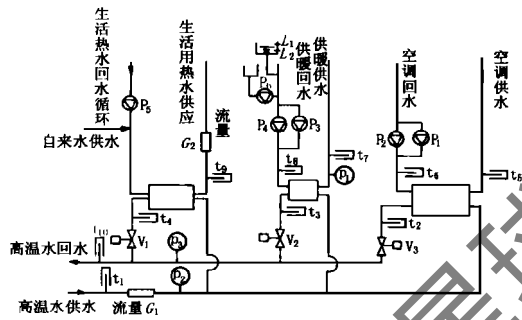 生活热水回水循环
生活用热水供应
供暖回水
供暖供水
空调回水
空调供水
L₁
L₂
P₅
P₆
P₄
P₃
P₂
P₁
流量
G₂
自来水供水
t₉
t₈
t₇
p₁
t₆
t₅
t₄
t₃
t₂
V₁
V₂
V₃
p₃
p₂
t₁₀
高温水回水
t₁
高温水供水
流量G₁